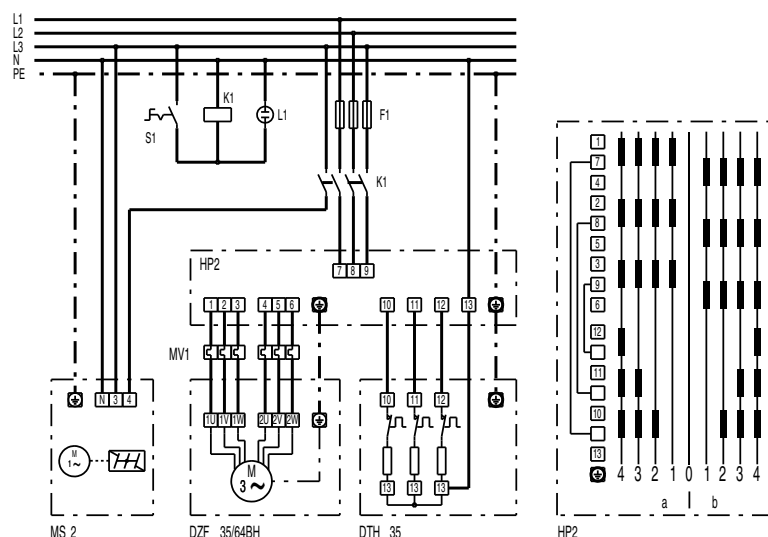 L1
L2
L3
N
PE
S1
K1
L1
F1
K1
HP2
7 8 9
1 2 3 4 5 6
10 11 12 13
MV1
N 3 4
1U 1V 1W 2U 2V 2W
10 11 12
M
1~
M
3~
13 13 13
MS 2
DZF 35/64BH
DTH 35
1
7
4
2
8
5
3
9
6
12
11
10
13
4 3 2 1 0 1 2 3 4
a b
HP2